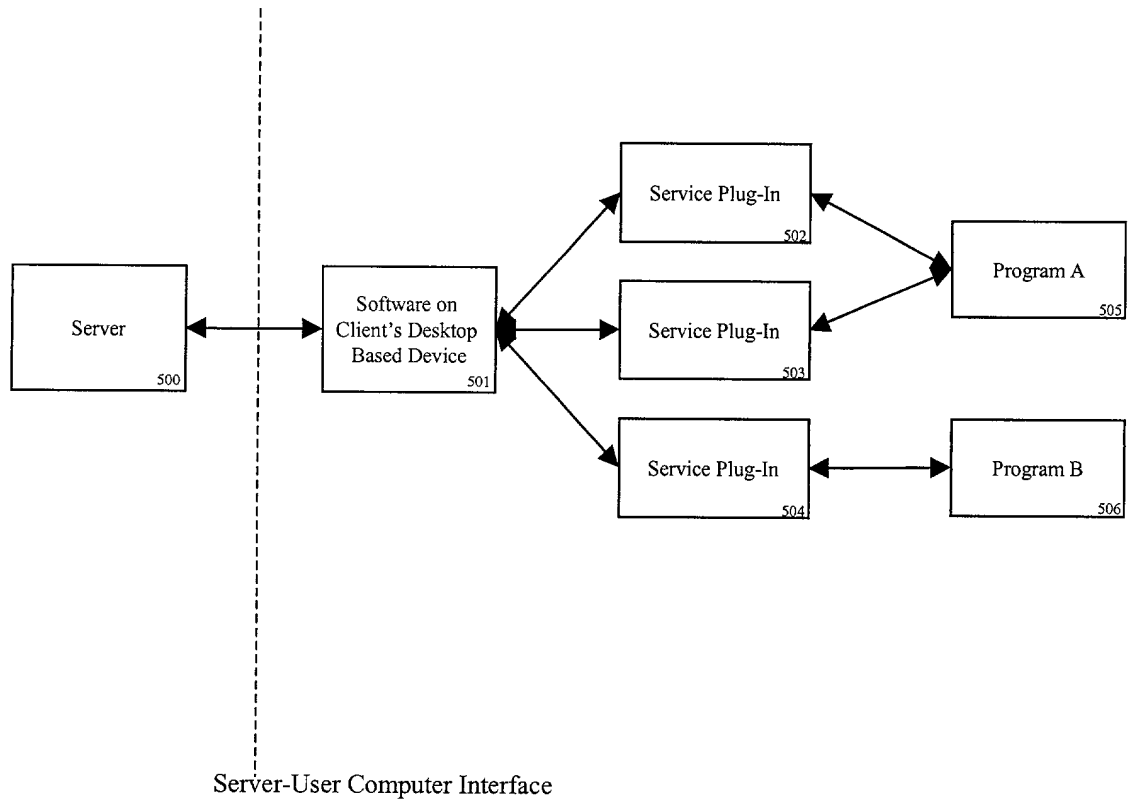 Server
500
Software on
Client's Desktop
Based Device
501
Service Plug-In
502
Service Plug-In
503
Service Plug-In
504
Program A
505
Program B
506
Server-User Computer Interface